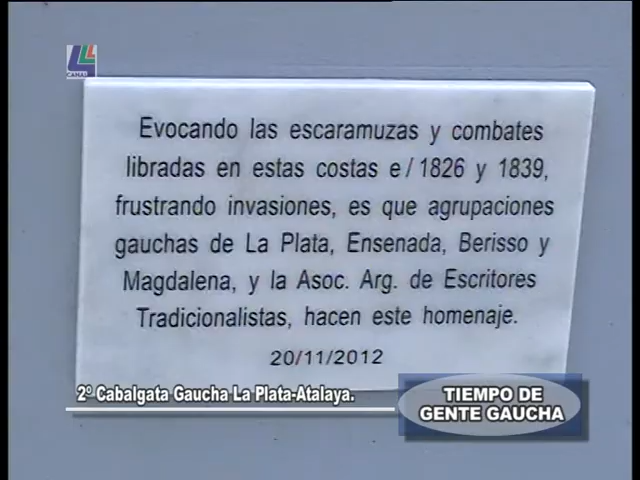 CANAL
Evocando las escaramuzas y combates
libradas en estas costas e/1826 y 1839,
frustrando invasiones, es que agrupaciones
gauchas de La Plata, Ensenada, Berisso y
Magdalena, y la Asoc. Arg. de Escritores
Tradicionalistas, hacen este homenaje.
20/11/2012
2º Cabalgata Gaucha La Plata-Atalaya.
TIEMPO DE
GENTE GAUCHA